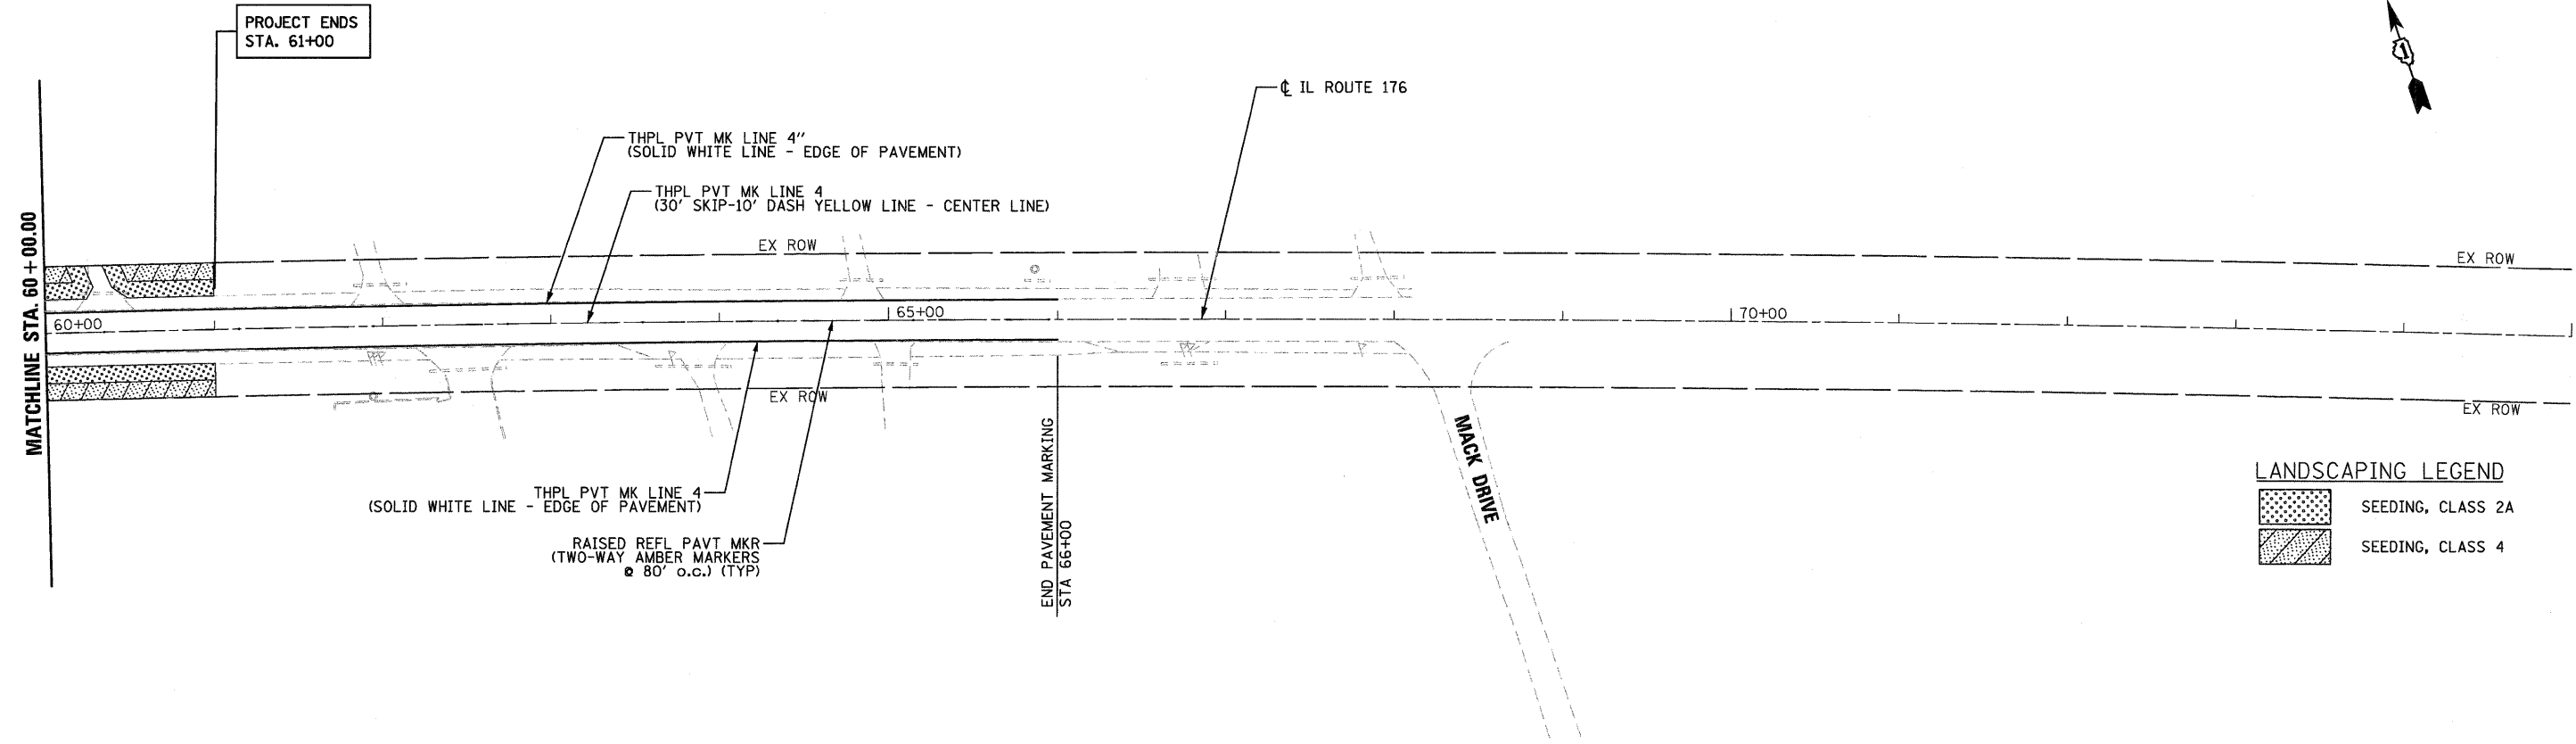 PROJECT ENDS
STA. 61+00
℄ IL ROUTE 176
THPL PVT MK LINE 4"
(SOLID WHITE LINE - EDGE OF PAVEMENT)
THPL PVT MK LINE 4
(30' SKIP-10' DASH YELLOW LINE - CENTER LINE)
MATCHLINE STA. 60+00.00
EX ROW
EX ROW
60+00
65+00
70+00
EX ROW
EX ROW
THPL PVT MK LINE 4
(SOLID WHITE LINE - EDGE OF PAVEMENT)
RAISED REFL PAVT MKR
(TWO-WAY AMBER MARKERS
@ 80' o.c.) (TYP)
END PAVEMENT MARKING
STA 66+00
MACK DRIVE
LANDSCAPING LEGEND
SEEDING, CLASS 2A
SEEDING, CLASS 4